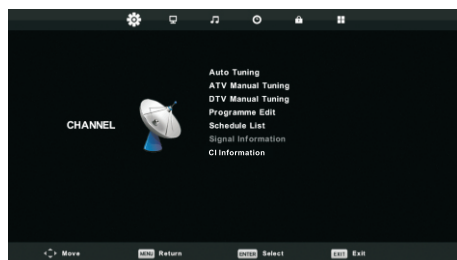 Auto Tuning
ATV Manual Tuning
DTV Manual Tuning
Programme Edit
CHANNEL
Schedule List
Signal Information
CI Information
Move
MENU Return
ENTER Select
EXIT Exit